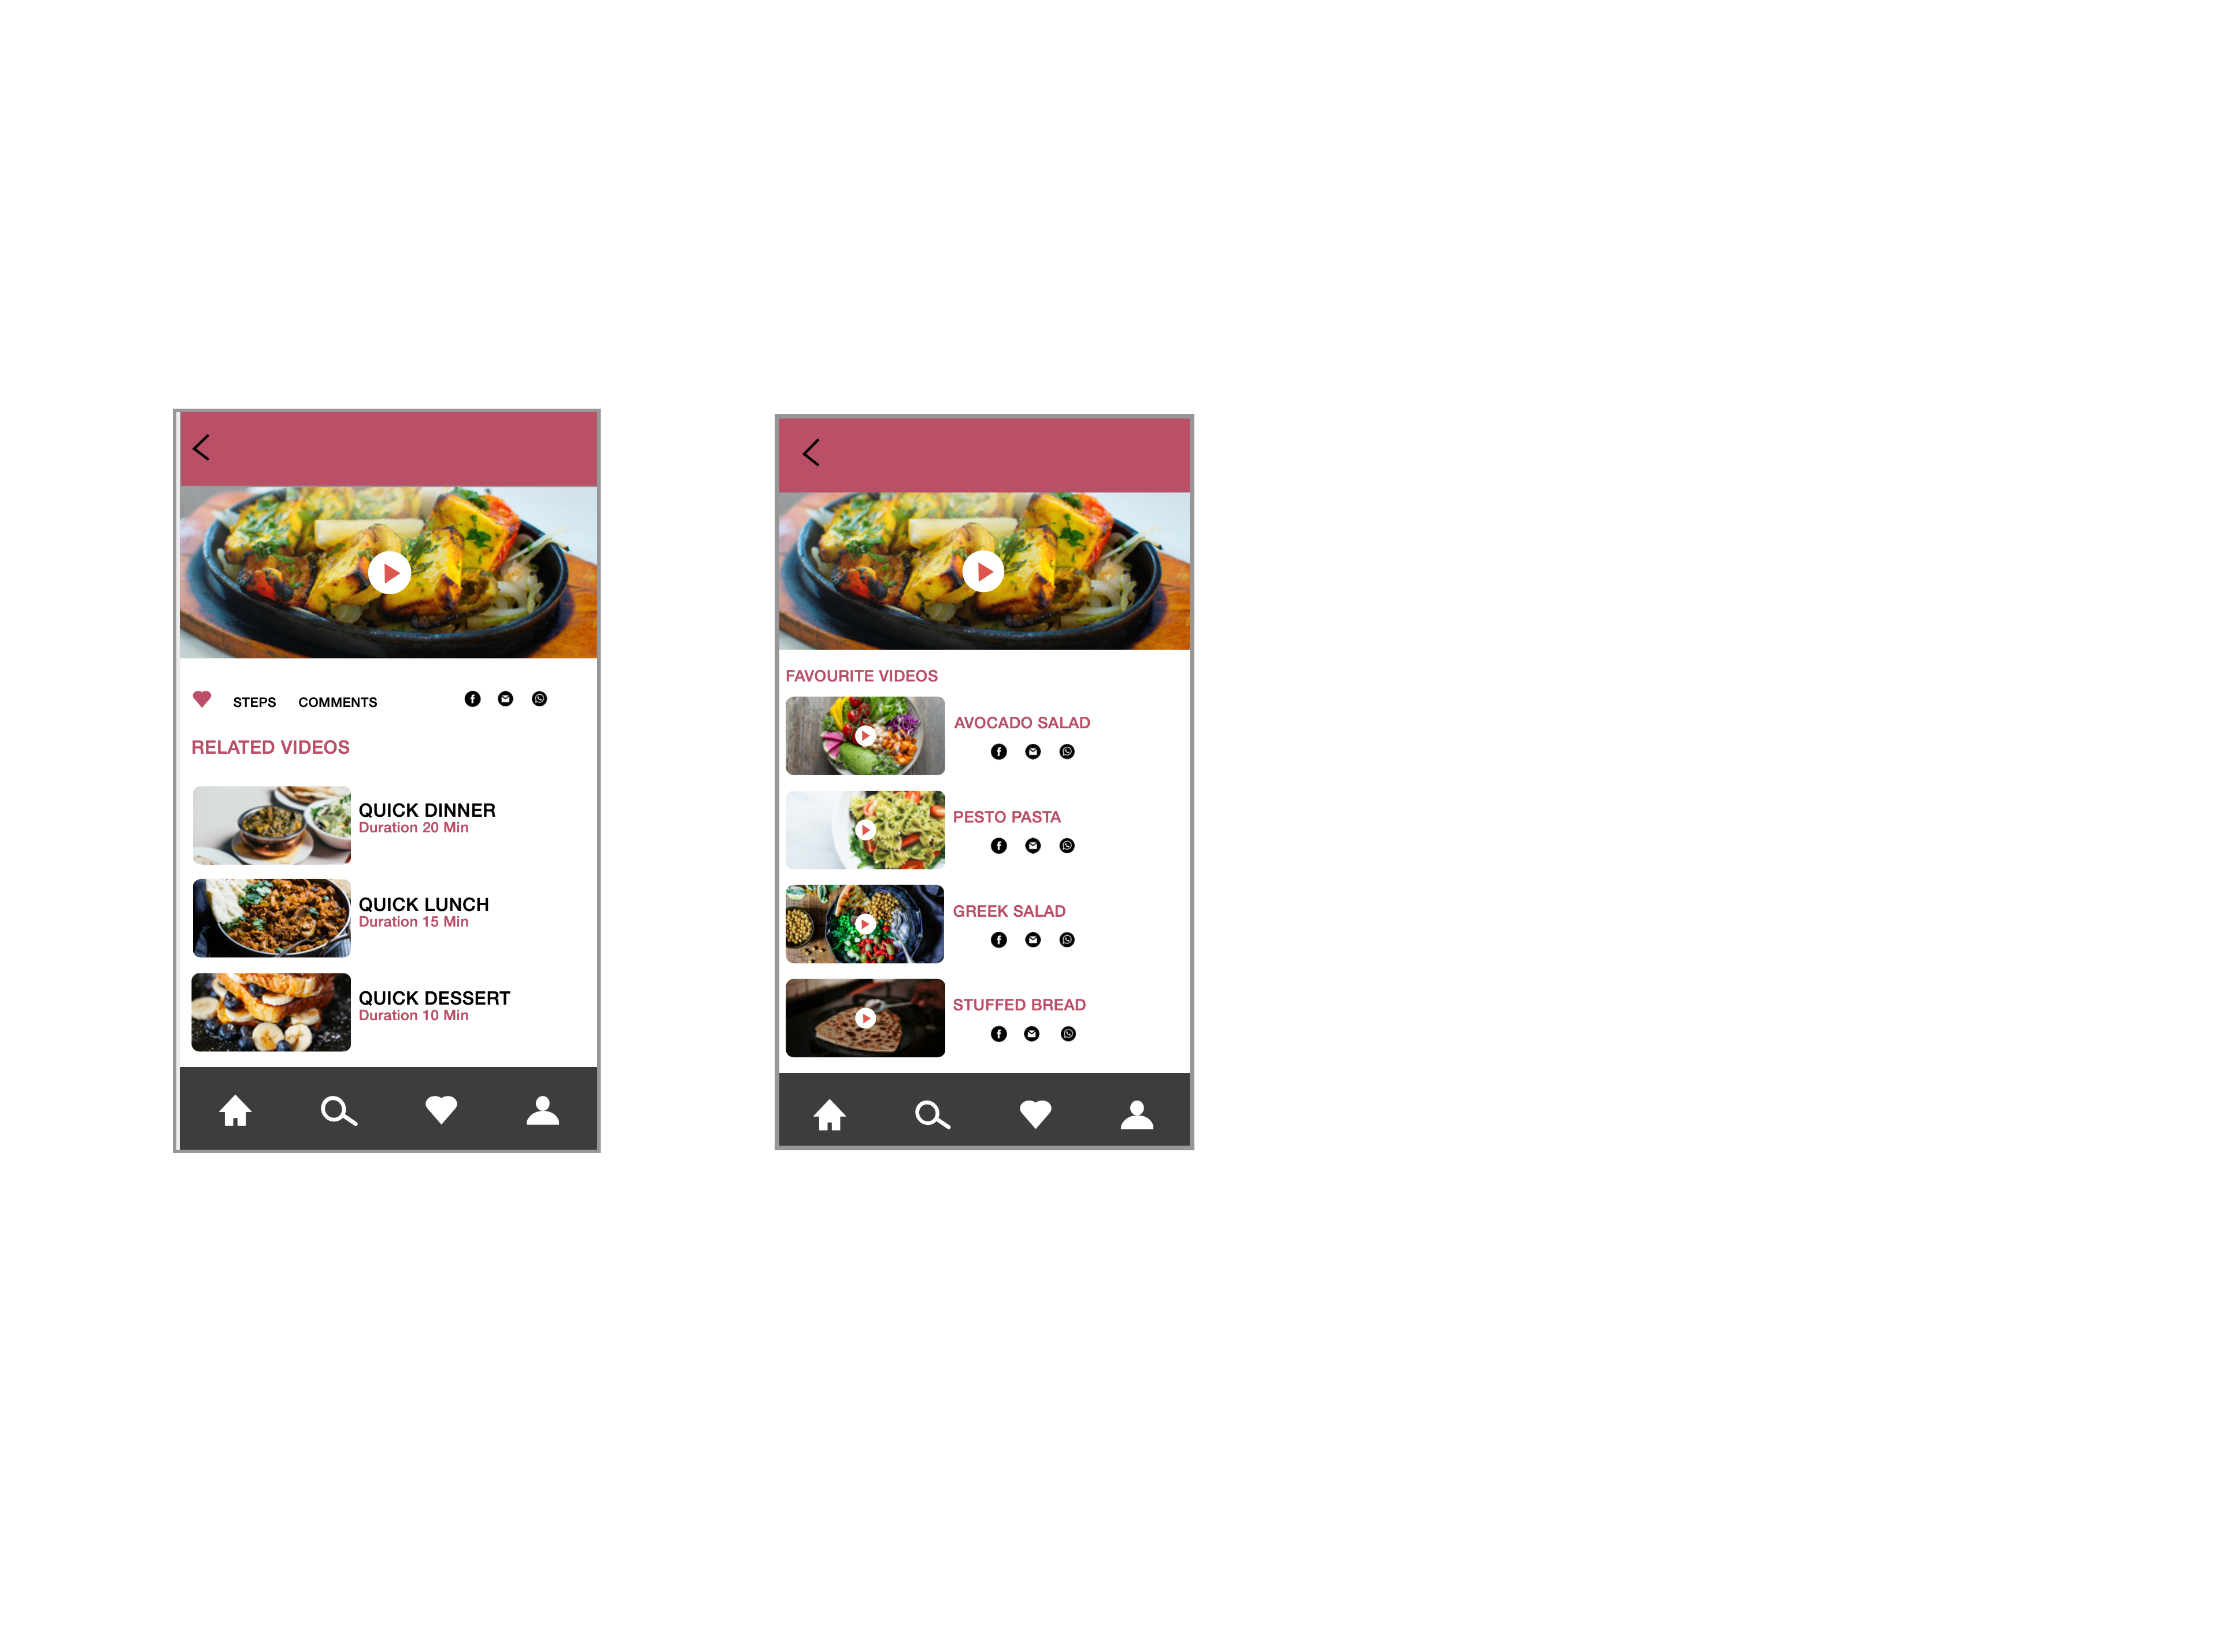 STEPS COMMENTS
RELATED VIDEOS
QUICK DINNER
Duration 20 Min
QUICK LUNCH
Duration 15 Min
QUICK DESSERT
Duration 10 Min
FAVOURITE VIDEOS
AVOCADO SALAD
PESTO PASTA
GREEK SALAD
STUFFED BREAD